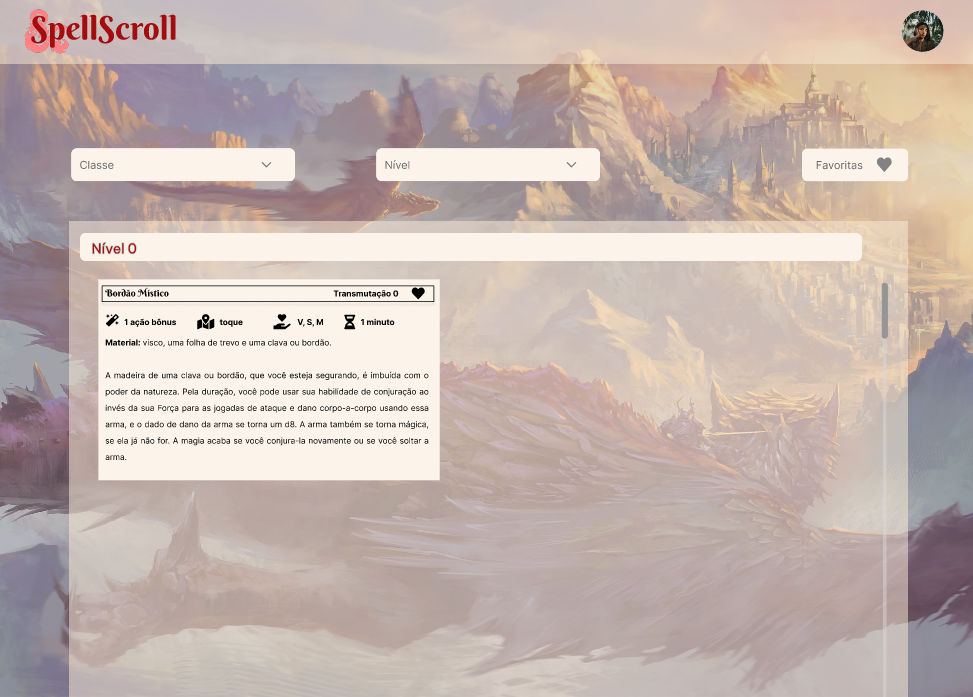 SpellScroll
Classe
Nível
Favoritas
Nível 0
Bordão Místico
Transmutação 0
1 ação bônus
toque
V, S, M
1 minuto
Material: visco, uma folha de trevo e uma clava ou bordão.
A madeira de uma clava ou bordão, que você esteja segurando, é imbuída com o
poder da natureza. Pela duração, você pode usar sua habilidade de conjuração ao
invés da sua Força para as jogadas de ataque e dano corpo-a-corpo usando essa
arma, e o dado de dano da arma se torna um d8. A arma também se torna mágica,
se ela já não for. A magia acaba se você conjura-la novamente ou se você soltar a
arma.